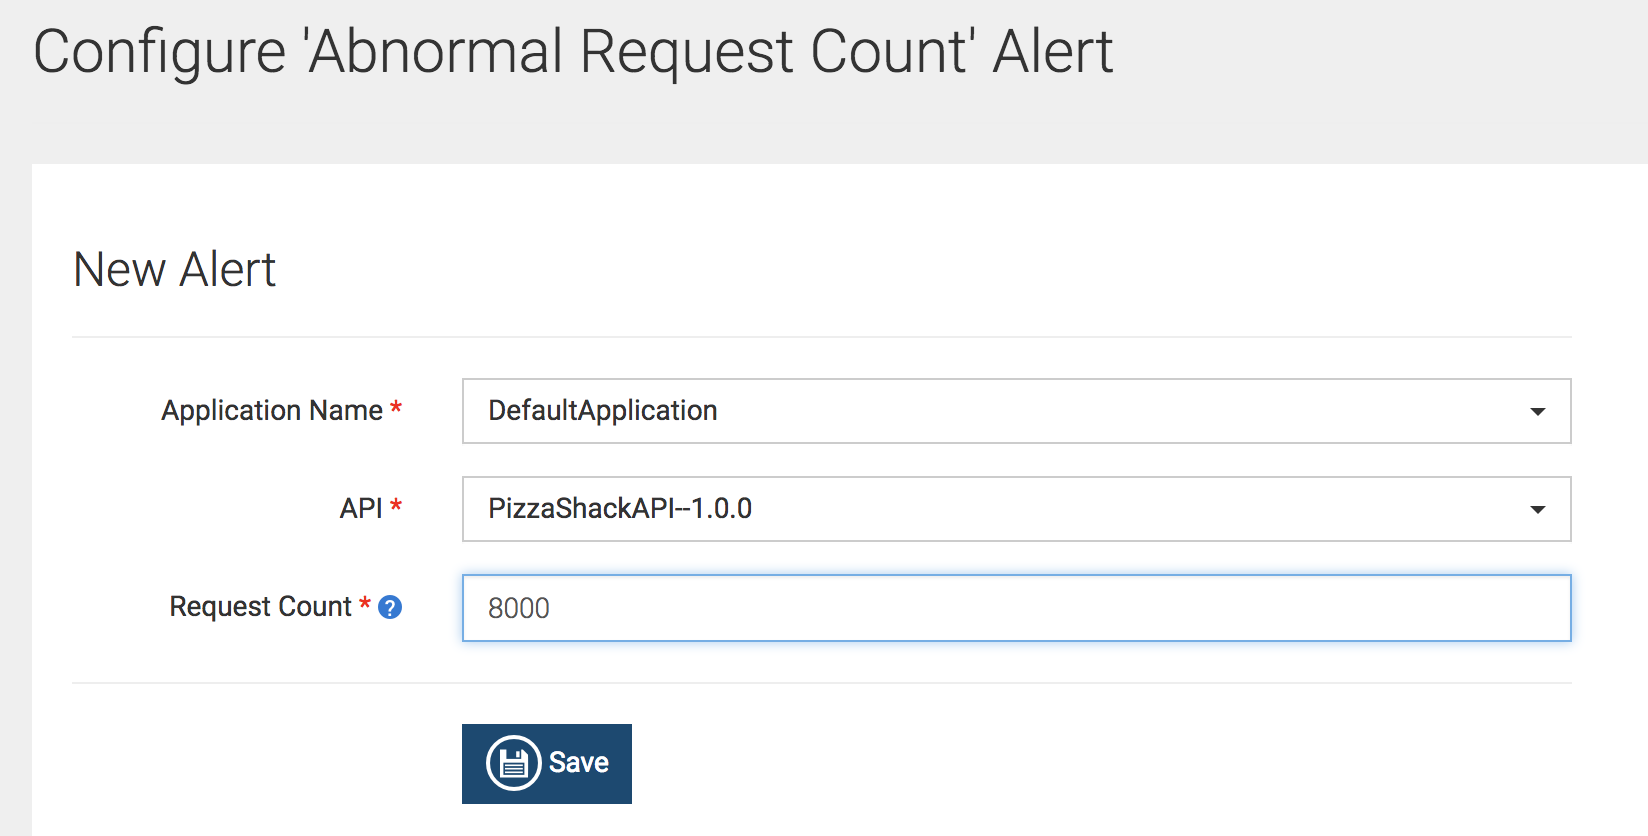 Configure 'Abnormal Request Count' Alert
New Alert
Application Name * DefaultApplication
API * PizzaShackAPI--1.0.0
Request Count * ? 8000
Save